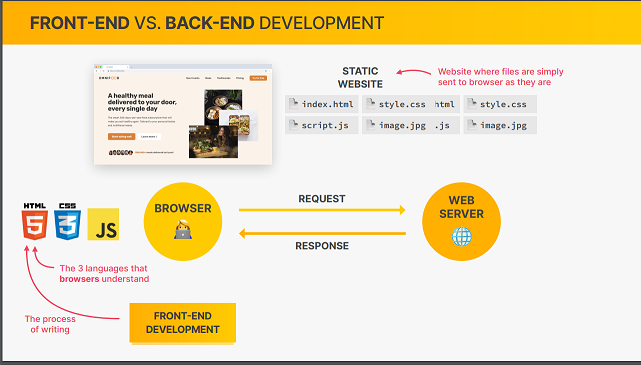 FRONT-END VS. BACK-END DEVELOPMENT
A healthy meal
delivered to your door,
every single day
STATIC
WEBSITE
Website where files are simply
sent to browser as they are
index.html
style.css
html
style.css
script.js
image.jpg
.js
image.jpg
HTML
5
CSS
3
JS
BROWSER
REQUEST
RESPONSE
WEB
SERVER
The 3 languages that
browsers understand
The process
of writing
FRONT-END
DEVELOPMENT